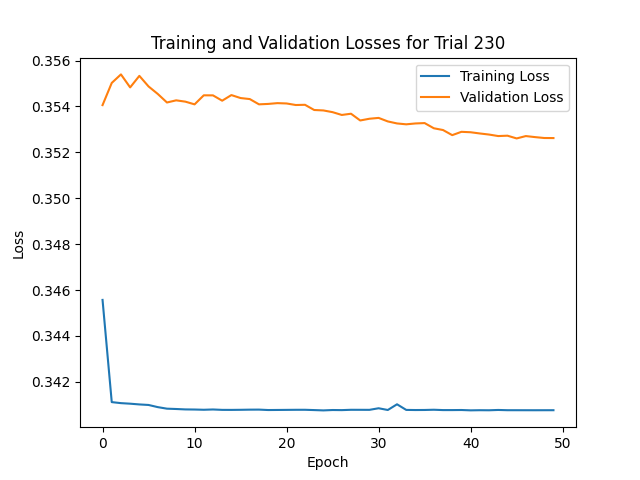 Training and Validation Losses for Trial 230
Training Loss
Validation Loss
0.356
0.354
0.352
0.350
0.348
0.346
0.344
0.342
Loss
0 10 20 30 40 50
Epoch